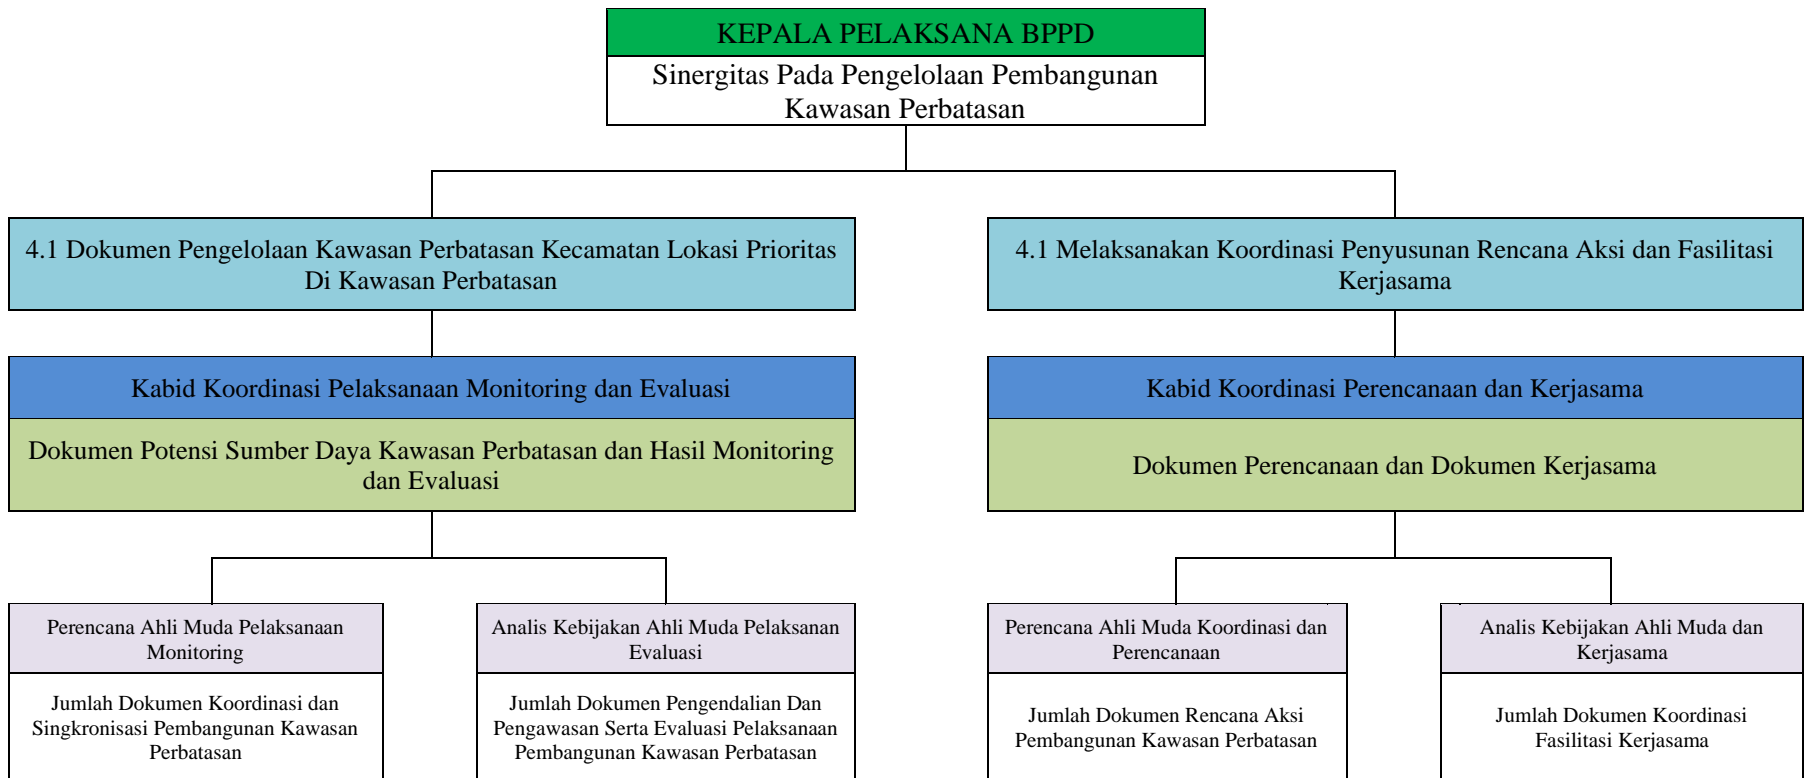 KEPALA PELAKSANA BPPD
Sinergitas Pada Pengelolaan Pembangunan
Kawasan Perbatasan
4.1 Dokumen Pengelolaan Kawasan Perbatasan Kecamatan Lokasi Prioritas
Di Kawasan Perbatasan
4.1 Melaksanakan Koordinasi Penyusunan Rencana Aksi dan Fasilitasi
Kerjasama
Kabid Koordinasi Pelaksanaan Monitoring dan Evaluasi
Dokumen Potensi Sumber Daya Kawasan Perbatasan dan Hasil Monitoring
dan Evaluasi
Kabid Koordinasi Perencanaan dan Kerjasama
Dokumen Perencanaan dan Dokumen Kerjasama
Perencana Ahli Muda Pelaksanaan
Monitoring
Jumlah Dokumen Koordinasi dan
Singkronisasi Pembangunan Kawasan
Perbatasan
Analis Kebijakan Ahli Muda Pelaksanan
Evaluasi
Jumlah Dokumen Pengendalian Dan
Pengawasan Serta Evaluasi Pelaksanaan
Pembangunan Kawasan Perbatasan
Perencana Ahli Muda Koordinasi dan
Perencanaan
Jumlah Dokumen Rencana Aksi
Pembangunan Kawasan Perbatasan
Analis Kebijakan Ahli Muda dan
Kerjasama
Jumlah Dokumen Koordinasi
Fasilitasi Kerjasama